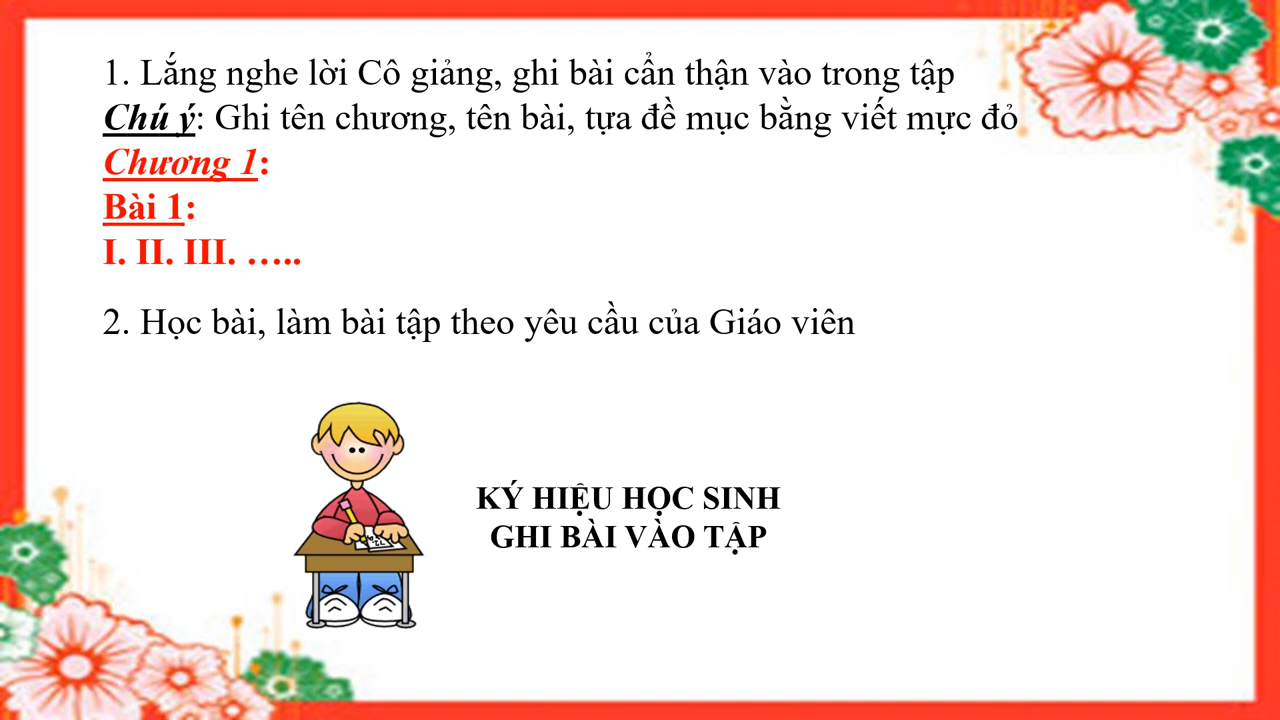 1. Lắng nghe lời Cô giảng, ghi bài cẩn thận vào trong tập
Chú ý: Ghi tên chương, tên bài, tựa đề mục bằng viết mực đỏ
Chương 1:
Bài 1:
I. II. III. …..
2. Học bài, làm bài tập theo yêu cầu của Giáo viên
KÝ HIỆU HỌC SINH
GHI BÀI VÀO TẬP